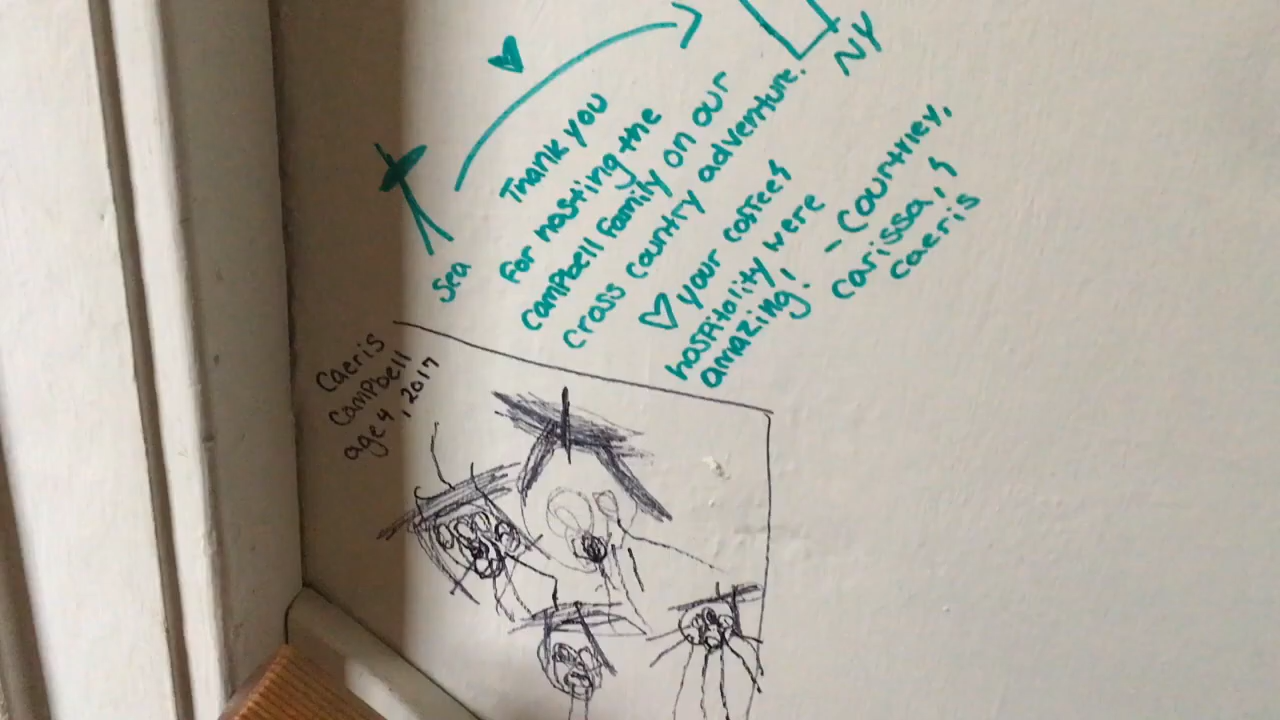 NY
Sea
Thank you
for hosting the
Campbell family on our
cross country adventure.
♡ your coffee &
hospitality were
amazing!
- Courtney,
Carissa, &
Caeris
Caeris
Campbell
age 4, 2017